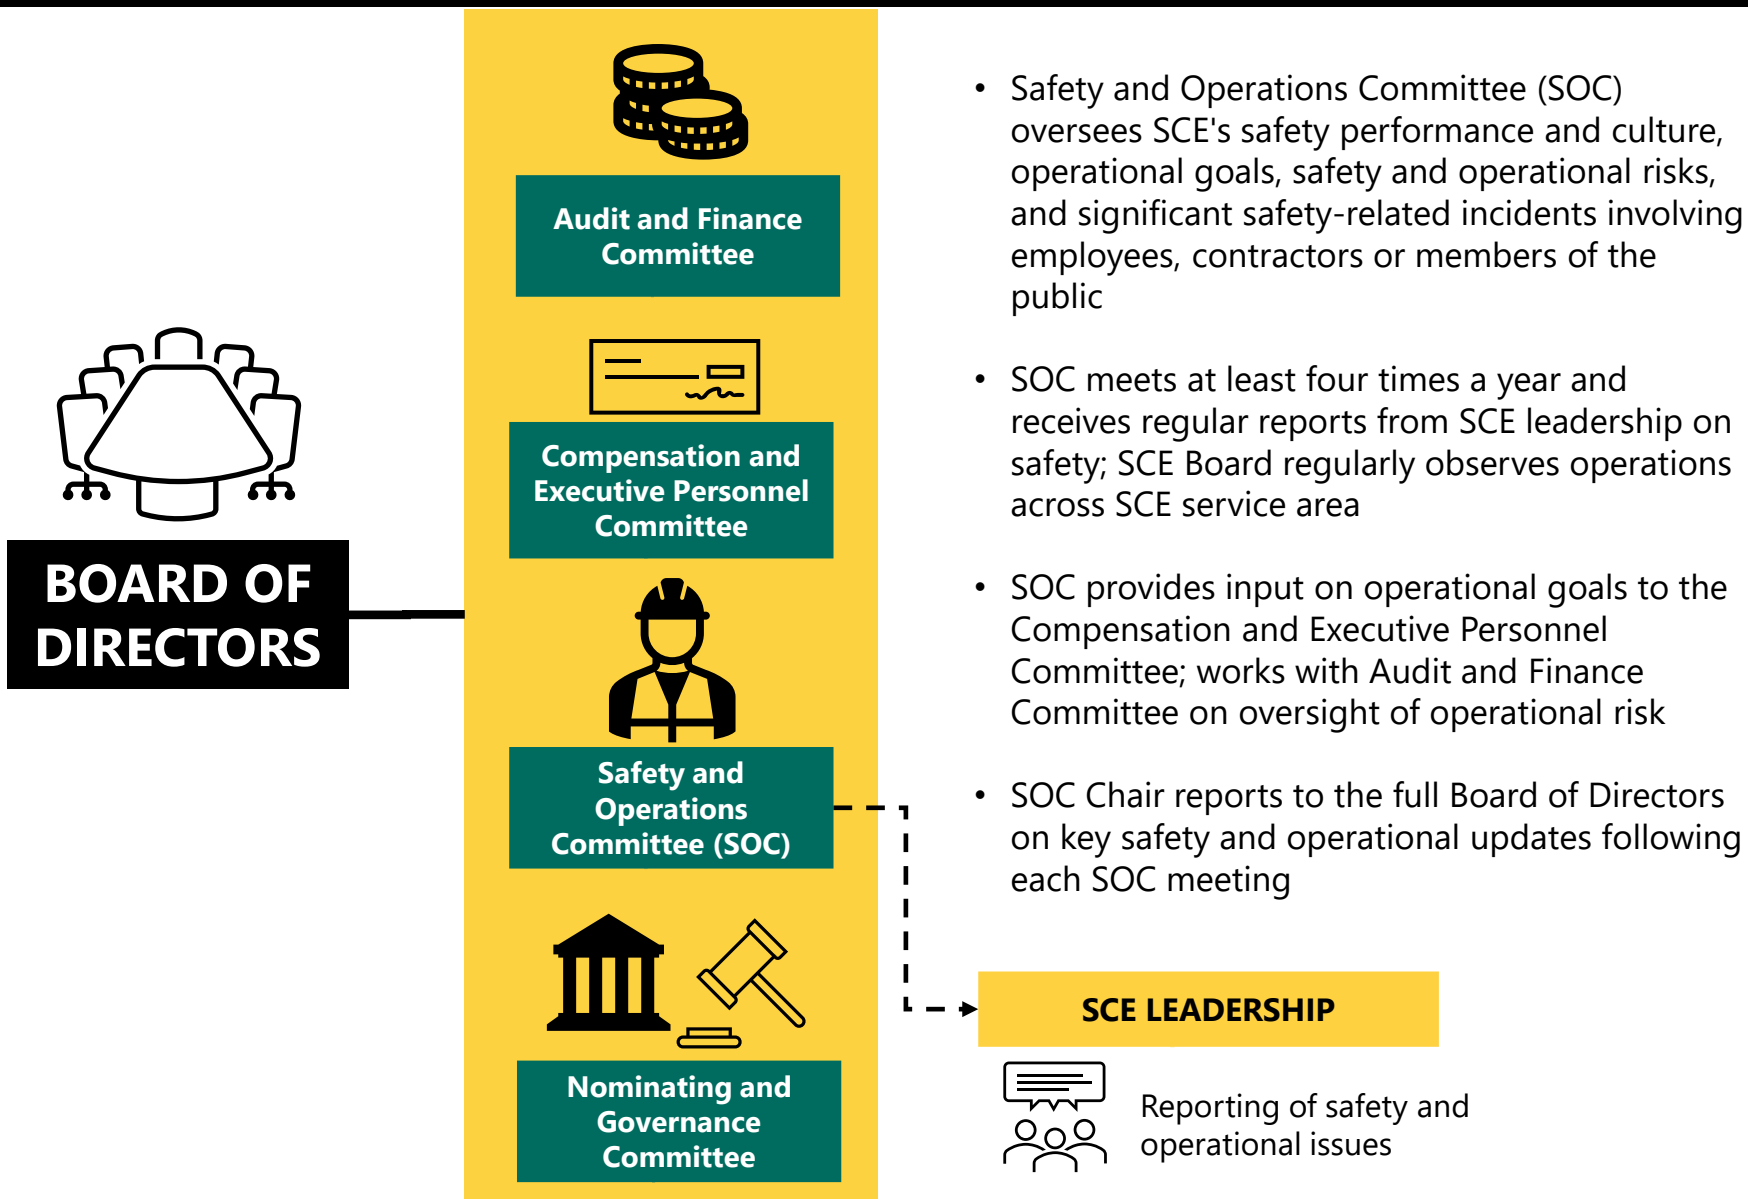 BOARD OF
DIRECTORS
Audit and Finance
Committee
Compensation and
Executive Personnel
Committee
Safety and
Operations
Committee (SOC)
Nominating and
Governance
Committee
• Safety and Operations Committee (SOC)
oversees SCE's safety performance and culture,
operational goals, safety and operational risks,
and significant safety-related incidents involving
employees, contractors or members of the
public
• SOC meets at least four times a year and
receives regular reports from SCE leadership on
safety; SCE Board regularly observes operations
across SCE service area
• SOC provides input on operational goals to the
Compensation and Executive Personnel
Committee; works with Audit and Finance
Committee on oversight of operational risk
• SOC Chair reports to the full Board of Directors
on key safety and operational updates following
each SOC meeting
SCE LEADERSHIP
Reporting of safety and
operational issues